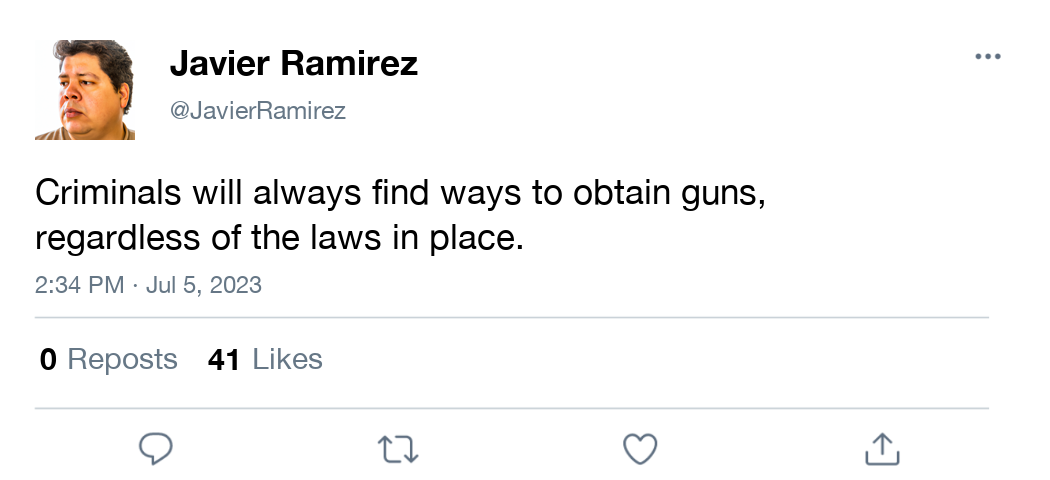 Javier Ramirez
@JavierRamirez
Criminals will always find ways to obtain guns,
regardless of the laws in place.
2:34 PM · Jul 5, 2023
0 Reposts 41 Likes